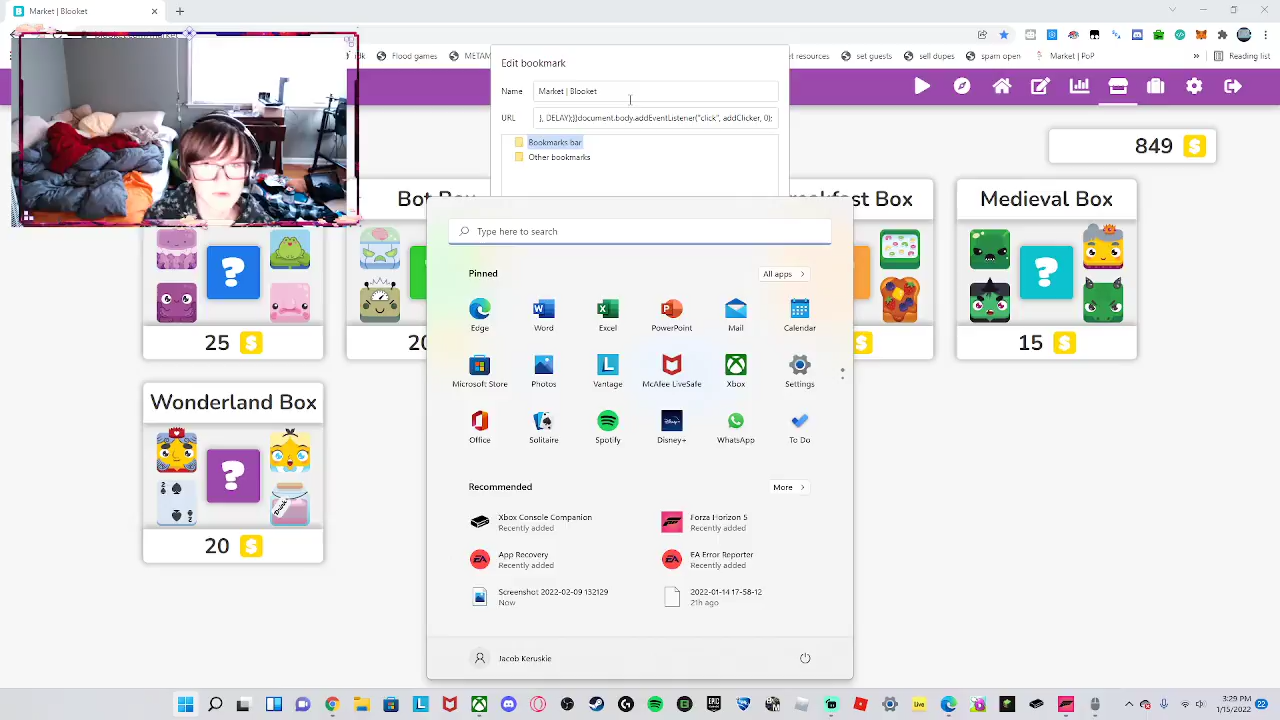 Market | Blooket
Flood games
METAM
resources
set guests
sell dupes
spam open
Market | PoP
Reading list
Edit bookmark
Name
Market | Blooket
URL
}, DELAY);}}document.body.addEventListener("click", addClicker, 0);
Bookmarks bar
Other bookmarks
849
Bot
Box
Medieval Box
25
20
15
Wonderland Box
20
Type here to search
Pinned
All apps
Edge
Word
Excel
PowerPoint
Mail
Calendar
Microsoft Store
Photos
Vantage
McAfee LiveSafe
Xbox
Settings
Office
Solitaire
Spotify
Disney+
WhatsApp
To Do
Recommended
More
Xbox Console Companion
Recently added
Forza Horizon 5
Recently added
App Recovery
Recently added
EA Error Reporter
Recently added
Screenshot 2022-02-09 132129
Now
2022-01-14 17-58-12
21h ago
Jacob Keruskie
3:29 PM
1/15/2022